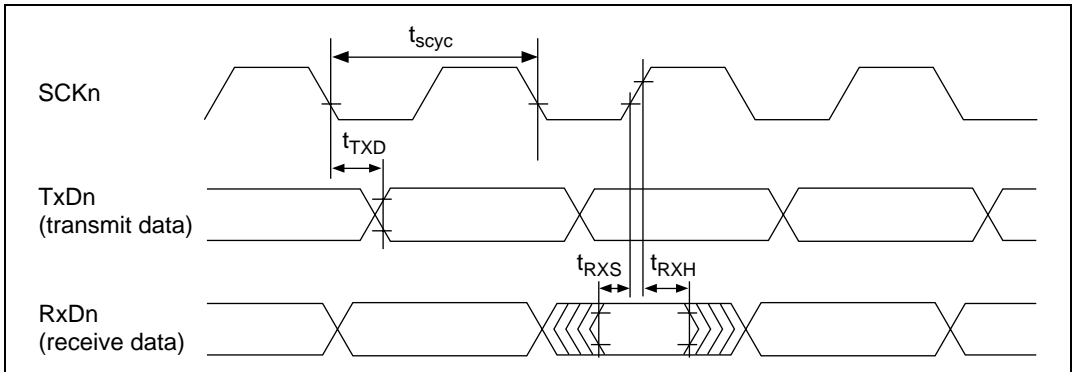 tscyc
SCKn
tTXD
TxDn
(transmit data)
tRXS
tRXH
RxDn
(receive data)